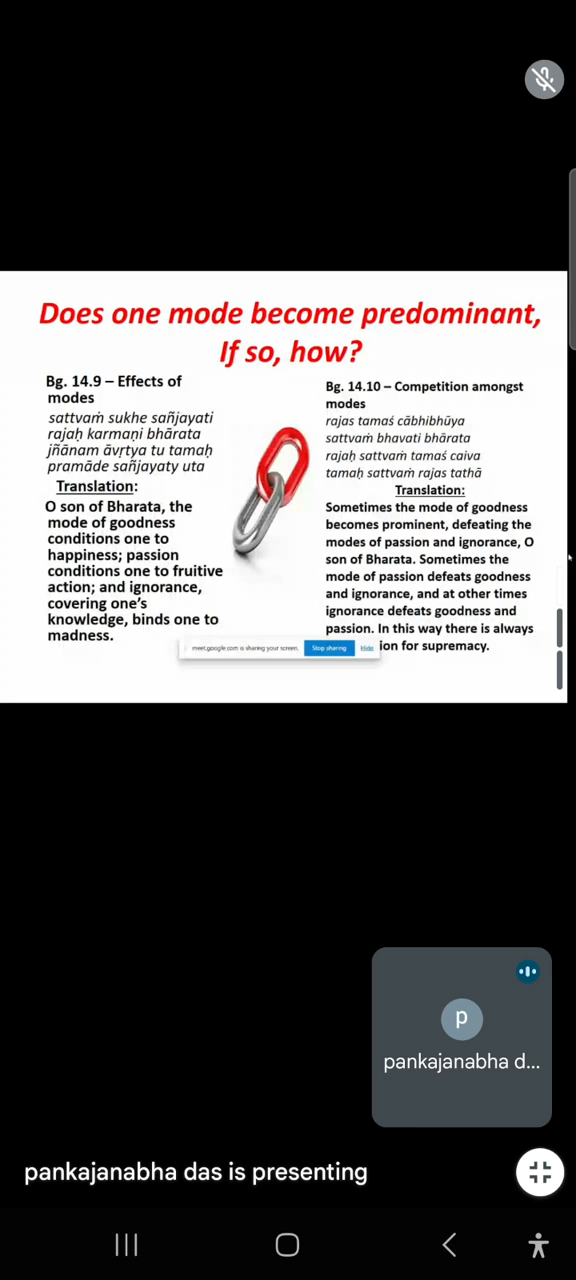 Does one mode become predominant,
If so, how?
Bg. 14.9 – Effects of
modes
sattvaṁ sukhe sañjayati
rajaḥ karmaṇi bhārata
jñānam āvṛtya tu tamaḥ
pramāde sañjayaty uta
Translation:
O son of Bharata, the
mode of goodness
conditions one to
happiness; passion
conditions one to fruitive
action; and ignorance,
covering one’s
knowledge, binds one to
madness.
Bg. 14.10 – Competition amongst
modes
rajas tamaś cābhibhūya
sattvaṁ bhavati bhārata
rajaḥ sattvaṁ tamaś caiva
tamaḥ sattvaṁ rajas tathā
Translation:
Sometimes the mode of goodness
becomes prominent, defeating the
modes of passion and ignorance, O
son of Bharata. Sometimes the
mode of passion defeats goodness
and ignorance, and at other times
ignorance defeats goodness and
passion. In this way there is always
ion for supremacy.
meet.google.com is sharing your screen.
Stop sharing
Hide
p
pankajanabha d...
pankajanabha das is presenting